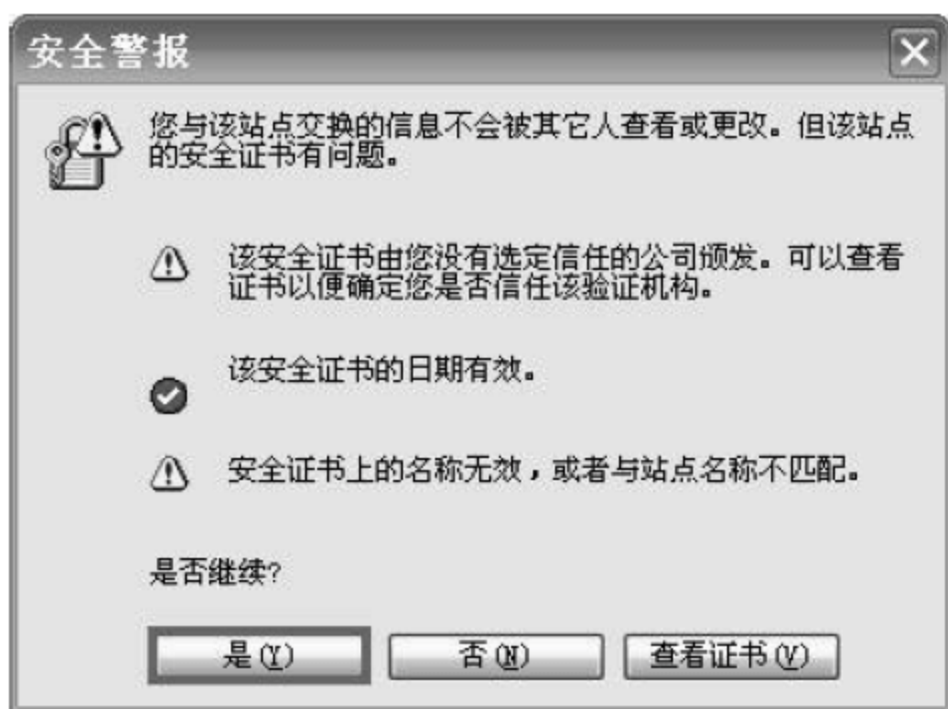 安全警报
您与该站点交换的信息不会被其它人查看或更改。但该站点
的安全证书有问题。
该安全证书由您没有选定信任的公司颁发。可以查看
证书以便确定您是否信任该验证机构。
该安全证书的日期有效。
安全证书上的名称无效，或者与站点名称不匹配。
是否继续?
是(Y) 否(N) 查看证书(V)